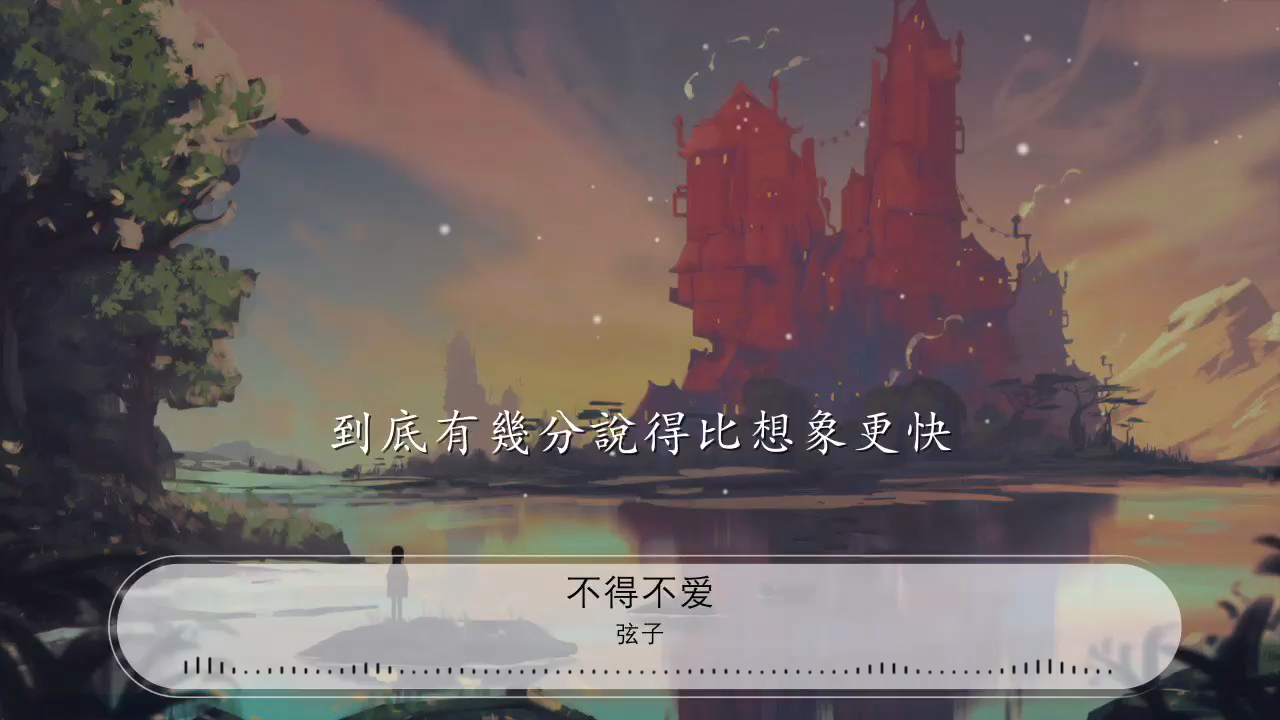 到底有幾分說得比想象更快
不得不爱
弦子